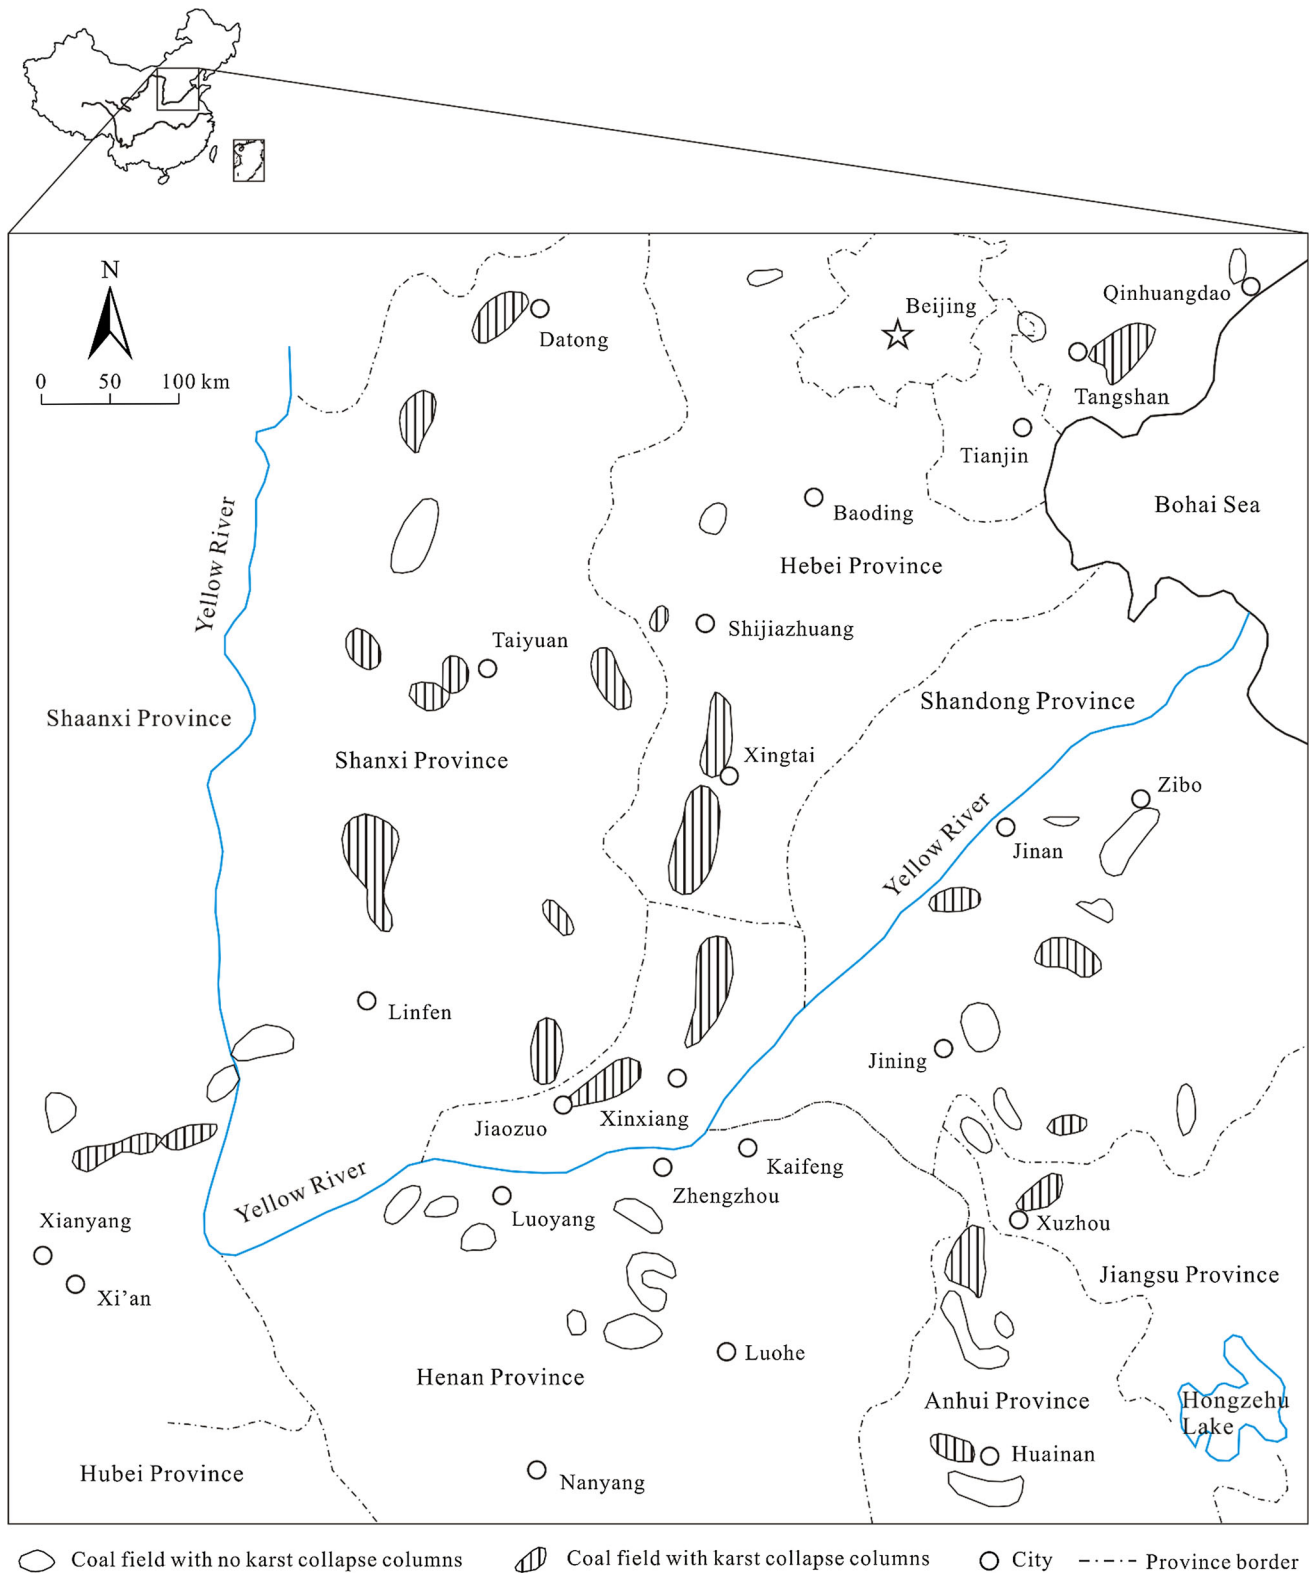 N
0 50 100 km
Datong
Beijing
Qinhuangdao
Tangshan
Tianjin
Bohai Sea
Baoding
Hebei Province
Yellow River
Shijiazhuang
Taiyuan
Shaanxi Province
Shanxi Province
Shandong Province
Xingtai
Zibo
Yellow River
Jinan
Linfen
Jining
Jiaozuo
Xinxiang
Kaifeng
Zhengzhou
Yellow River
Luoyang
Xianyang
Xi'an
Xuzhou
Jiangsu Province
Luohe
Henan Province
Anhui Province
Hongzehu
Lake
Huainan
Hubei Province
Nanyang
Coal field with no karst collapse columns
Coal field with karst collapse columns
City
Province border